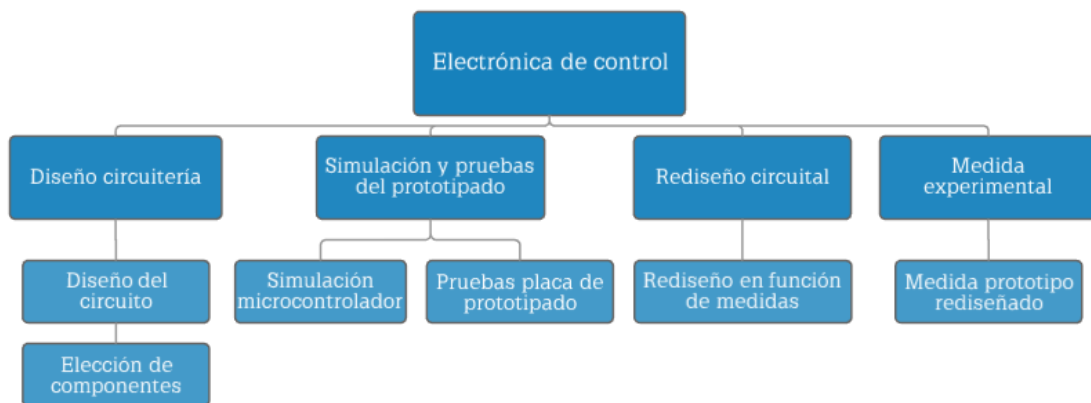 Electrónica de control
Diseño circuitería
Simulación y pruebas
del prototipado
Rediseño circuital
Medida
experimental
Diseño del
circuito
Simulación
microcontrolador
Pruebas placa de
prototipado
Rediseño en función
de medidas
Medida prototipo
rediseñado
Elección de
componentes